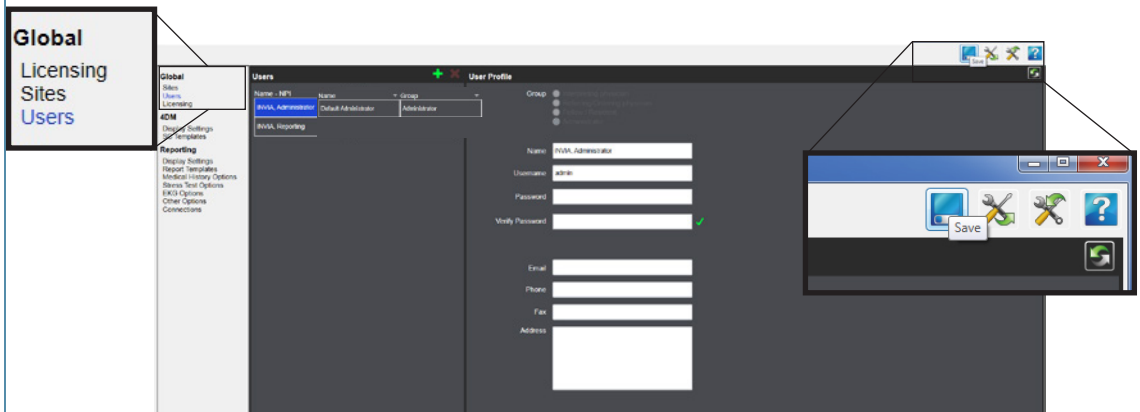 Global
Licensing
Sites
Users
Save
Global
Sites
Users
Licensing
4DM
Display Settings
Templates
Reporting
Display Settings
Report Templates
Medical History Options
Stress Test Options
EKG Options
Other Options
Connections
Users
Name - NPI
Name
Group
INVIA, Administrator
Default Administrator
Administrator
INVIA, Reporting
User Profile
Group
Name
INVIA, Administrator
Username
admin
Password
Verify Password
Email
Phone
Fax
Address
Save